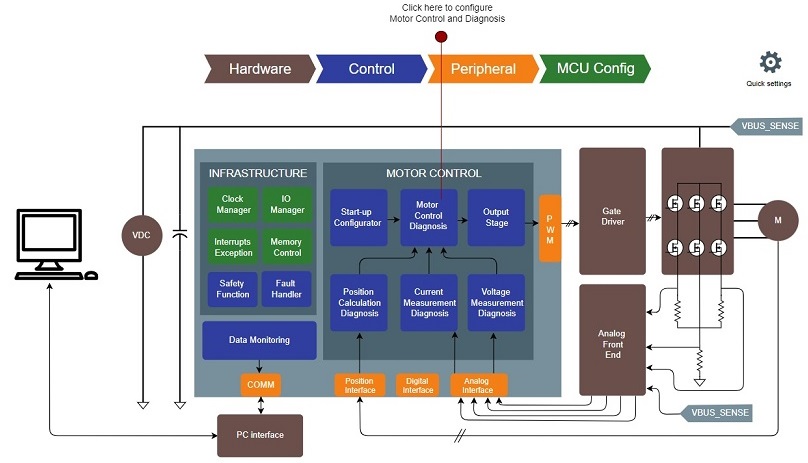 Click here to configure
Motor Control and Diagnosis
Hardware
Control
Peripheral
MCU Config
Quick settings
VBUS_SENSE
INFRASTRUCTURE
MOTOR CONTROL
Clock
Manager
IO
Manager
Start-up
Configurator
Motor
Control
Diagnosis
Output
Stage
P
W
M
Gate
Driver
M
VDC
Interrupts
Exception
Memory
Control
Safety
Function
Fault
Handler
Position
Calculation
Diagnosis
Current
Measurement
Diagnosis
Voltage
Measurement
Diagnosis
Data Monitoring
Analog
Front
End
COMM
Position
Interface
Digital
Interface
Analog
Interface
VBUS_SENSE
PC interface